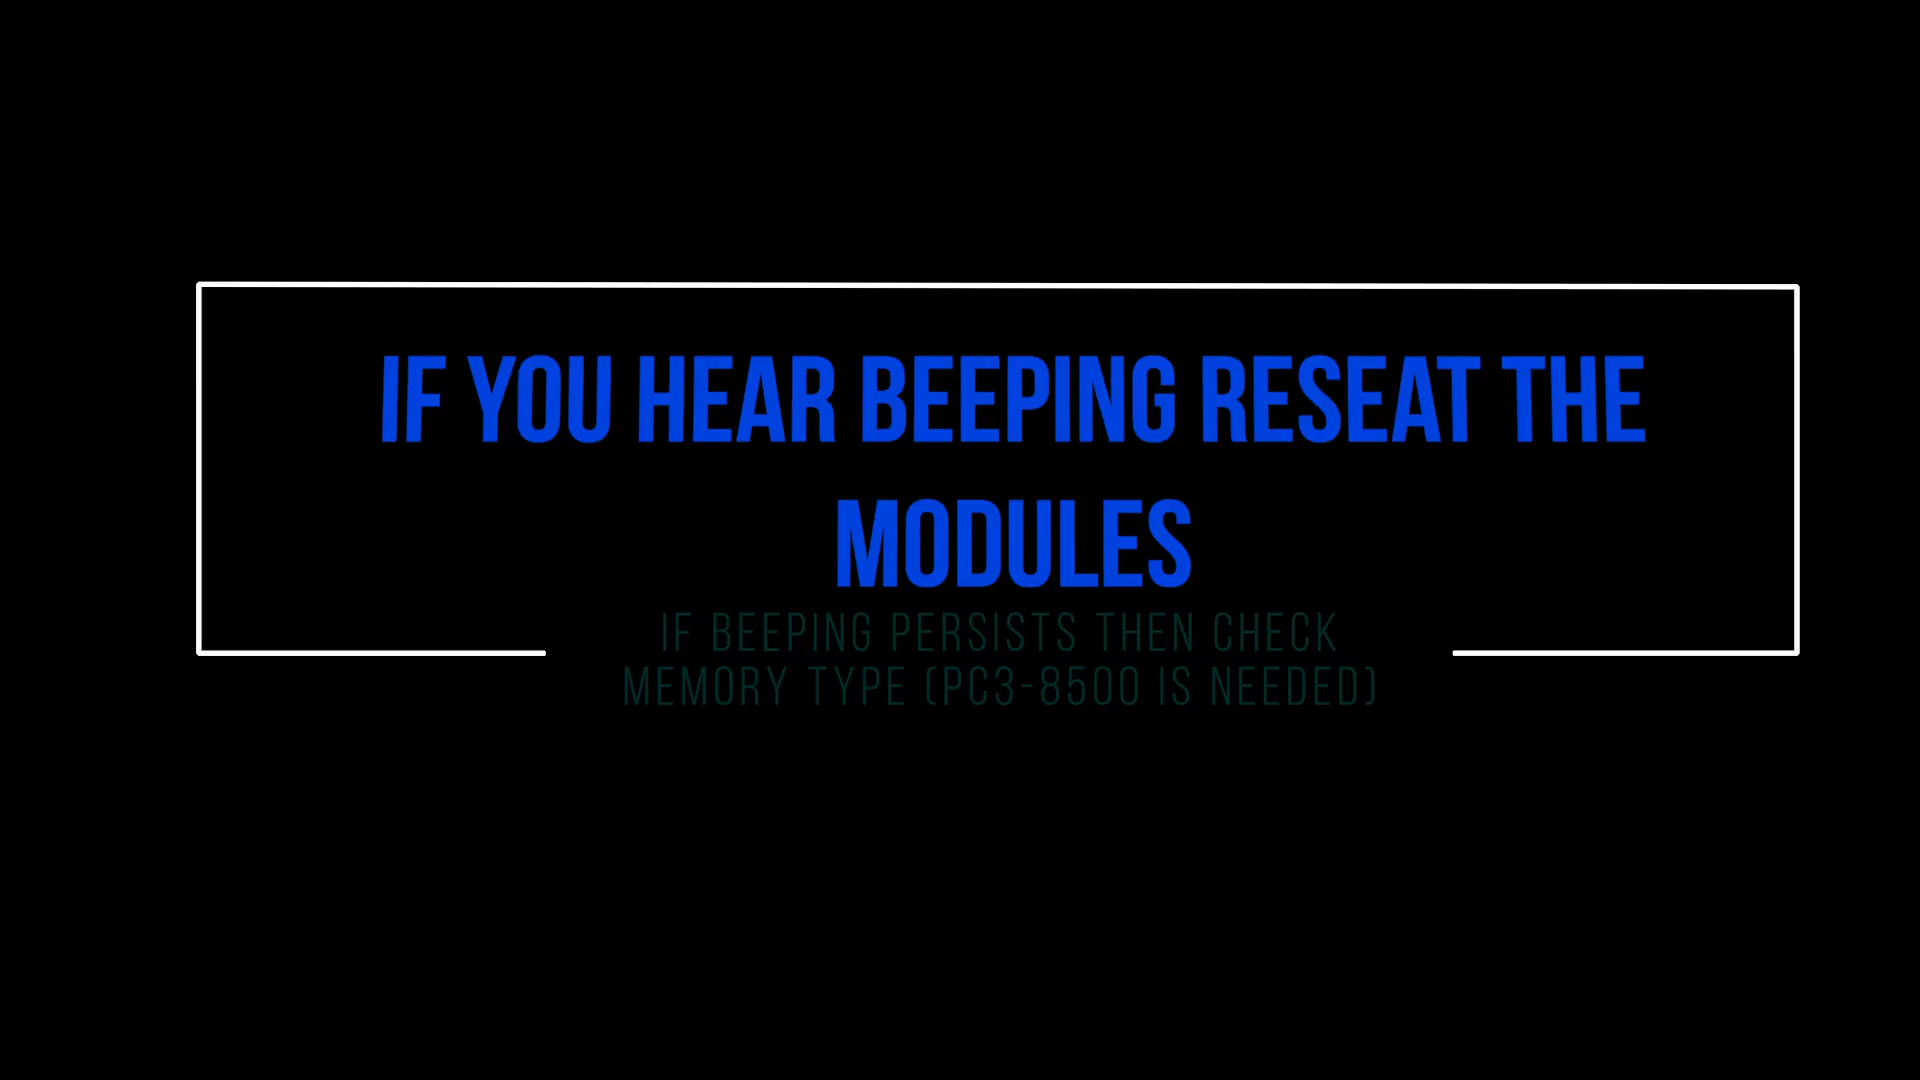 IF YOU HEAR BEEPING RESEAT THE
MODULES
IF BEEPING PERSISTS THEN CHECK
MEMORY TYPE (PC3-8500 IS NEEDED)